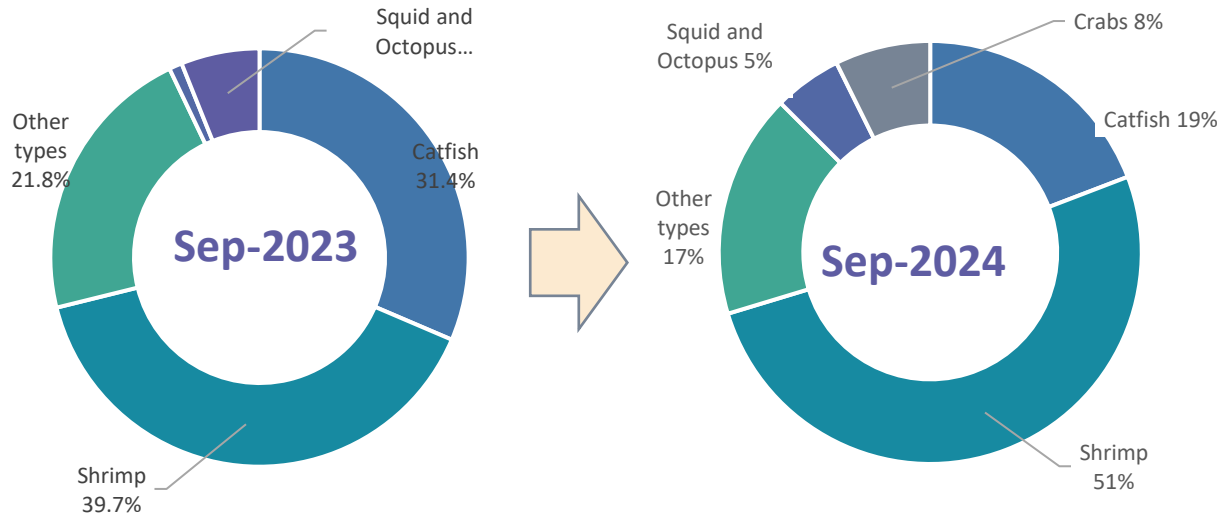 Squid and
Octopus…
Other
types
21.8%
Catfish
31.4%
Sep-2023
Shrimp
39.7%
Squid and
Octopus 5%
Crabs 8%
Catfish 19%
Other
types
17%
Sep-2024
Shrimp
51%